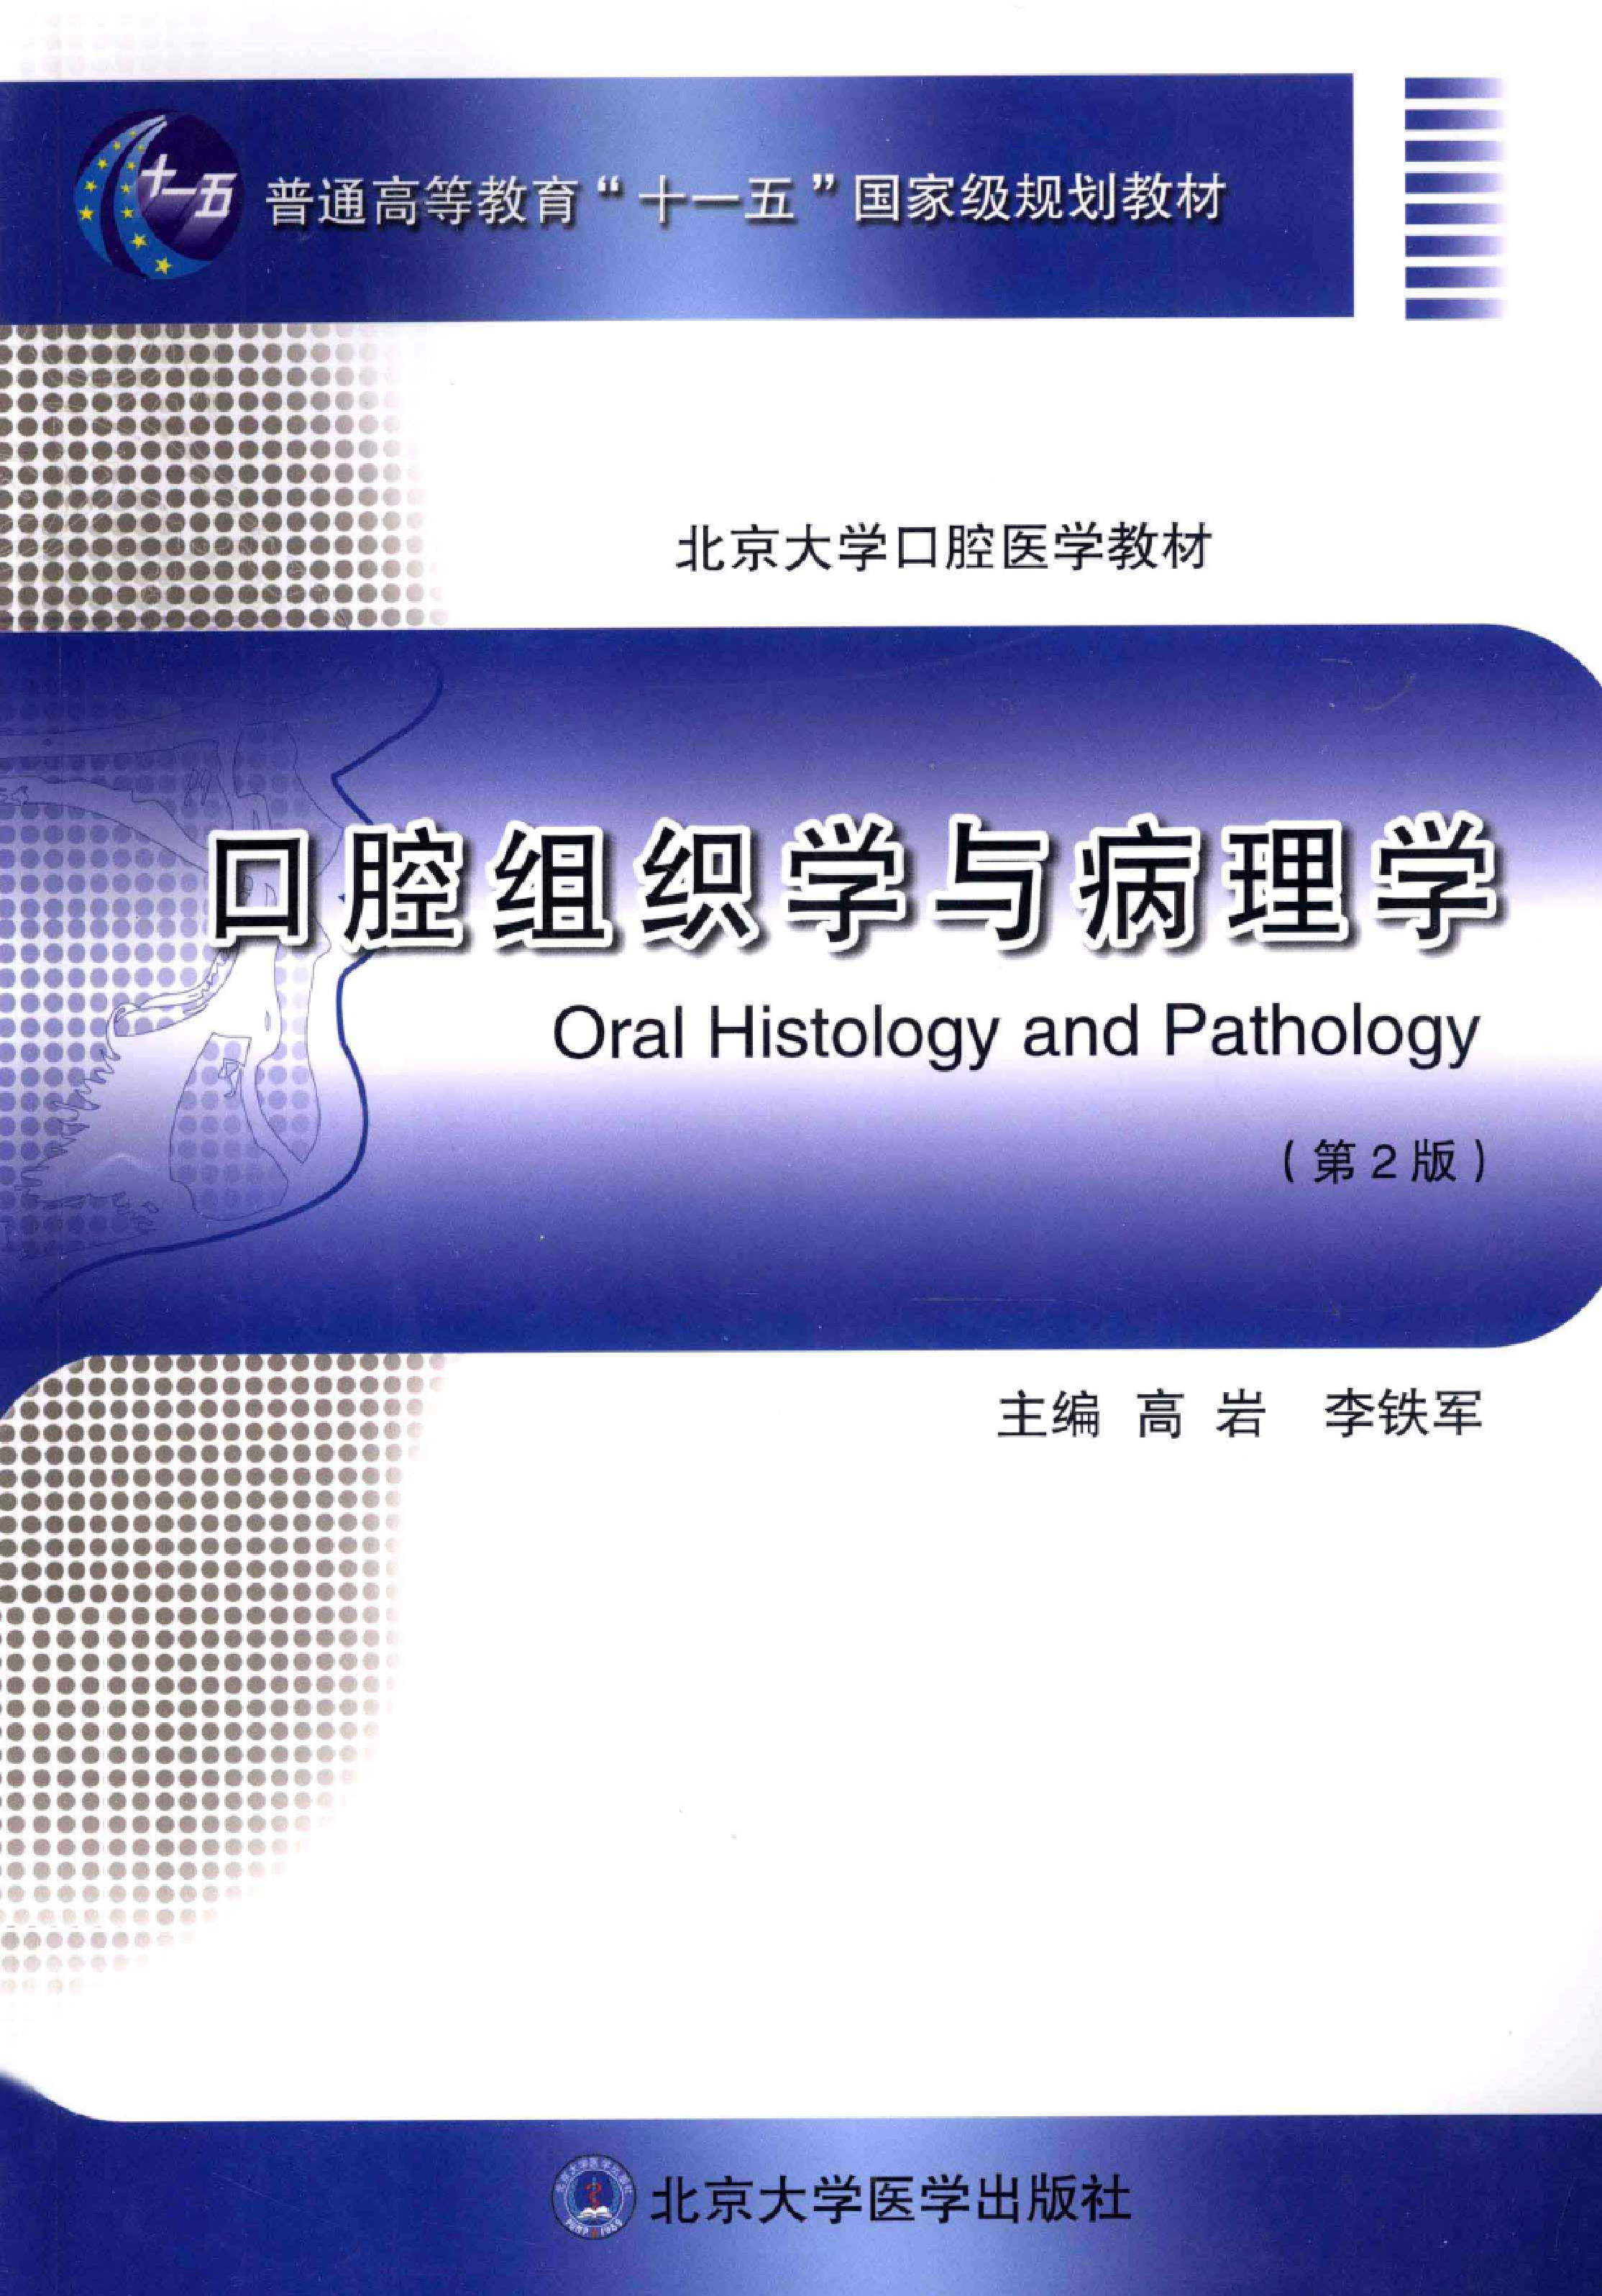 十一五
普通高等教育“十一五”国家级规划教材
北京大学口腔医学教材
口腔组织学与病理学
Oral Histology and Pathology
（第2版）
主编 高 岩 李铁军
北京大学医学出版社